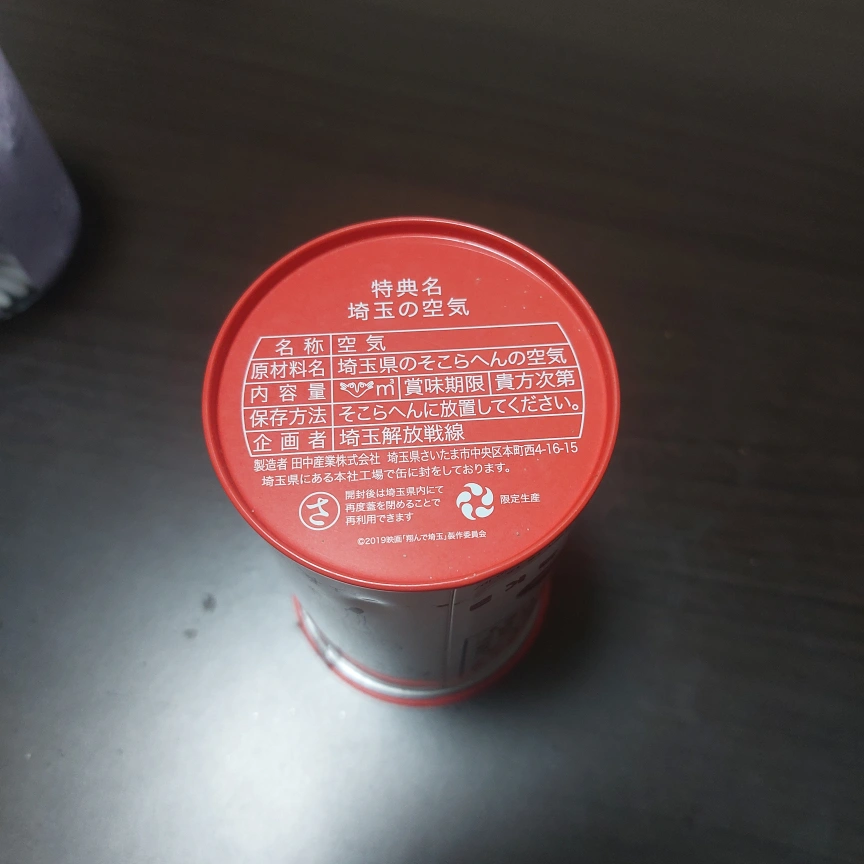 特典名
埼玉の空気
名称 空気
原材料名 埼玉県のそこらへんの空気
内容量 ㎥ 賞味期限 貴方次第
保存方法 そこらへんに放置してください。
企画者 埼玉解放戦線
製造者 田中産業株式会社 埼玉県さいたま市中央区本町西4-16-15
埼玉県にある本社工場で缶に封をしております。
さ
開封後は埼玉県内にて
再度蓋を閉めることで
再利用できます
限定生産
©2019映画「翔んで埼玉」製作委員会